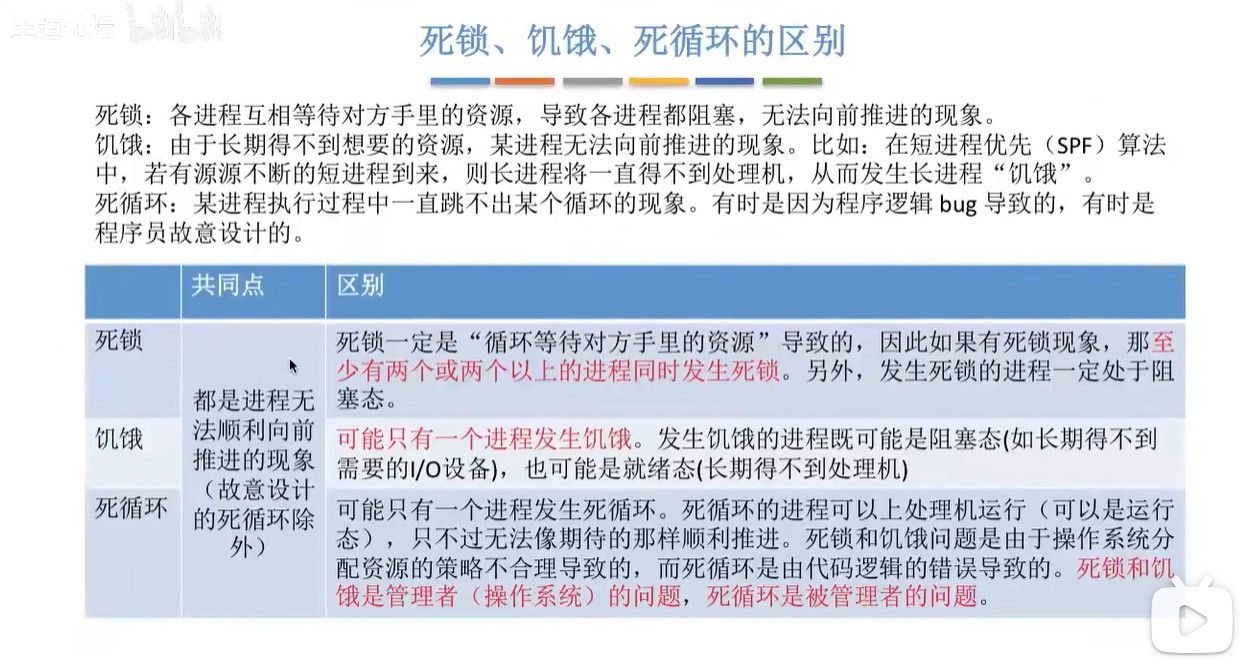 王道论坛 bilibili
死锁、饥饿、死循环的区别
死锁：各进程互相等待对方手里的资源，导致各进程都阻塞，无法向前推进的现象。
饥饿：由于长期得不到想要的资源，某进程无法向前推进的现象。比如：在短进程优先（SPF）算法
中，若有源源不断的短进程到来，则长进程将一直得不到处理机，从而发生长进程“饥饿”。
死循环：某进程执行过程中一直跳不出某个循环的现象。有时是因为程序逻辑 bug 导致的，有时是
程序员故意设计的。
共同点
区别
死锁
都是进程无
法顺利向前
推进的现象
（故意设计
的死循环除
外）
死锁一定是“循环等待对方手里的资源”导致的，因此如果有死锁现象，那至
少有两个或两个以上的进程同时发生死锁。另外，发生死锁的进程一定处于阻
塞态。
饥饿
可能只有一个进程发生饥饿。发生饥饿的进程既可能是阻塞态(如长期得不到
需要的I/O设备)，也可能是就绪态(长期得不到处理机)
死循环
可能只有一个进程发生死循环。死循环的进程可以上处理机运行（可以是运行
态），只不过无法像期待的那样顺利推进。死锁和饥饿问题是由于操作系统分
配资源的策略不合理导致的，而死循环是由代码逻辑的错误导致的。死锁和饥
饿是管理者（操作系统）的问题，死循环是被管理者的问题。